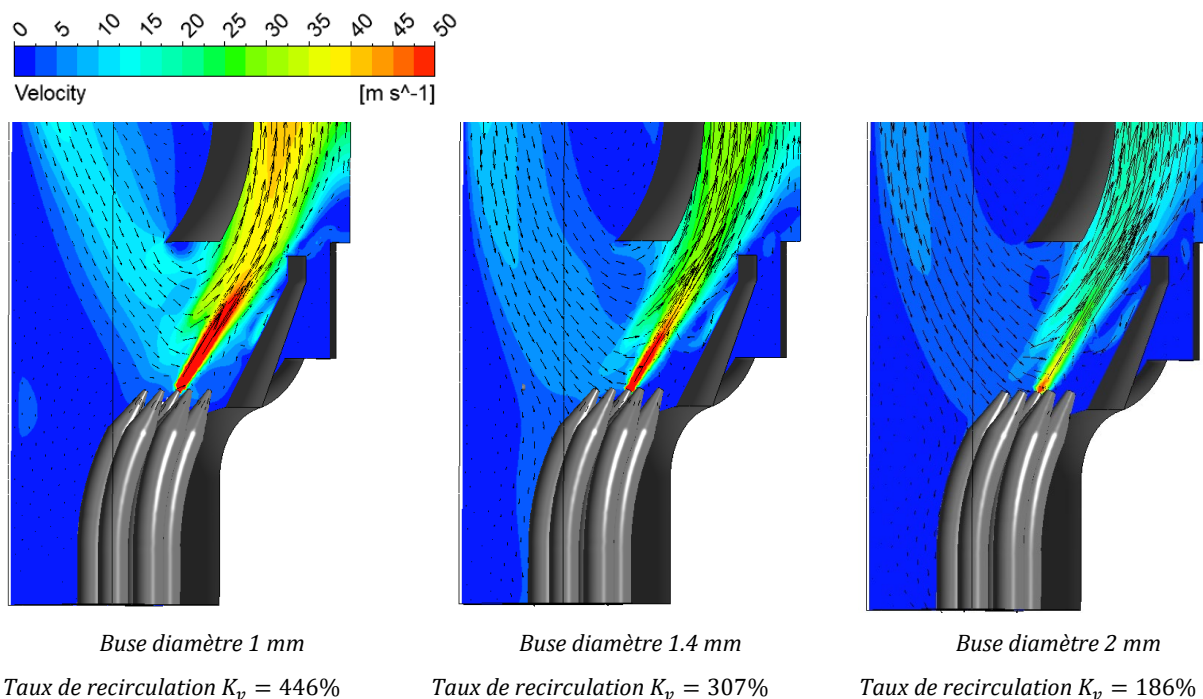 0 5 10 15 20 25 30 35 40 45 50
Velocity [m s^-1]
Buse diamètre 1 mm Buse diamètre 1.4 mm Buse diamètre 2 mm
Taux de recirculation K_v = 446% Taux de recirculation K_v = 307% Taux de recirculation K_v = 186%